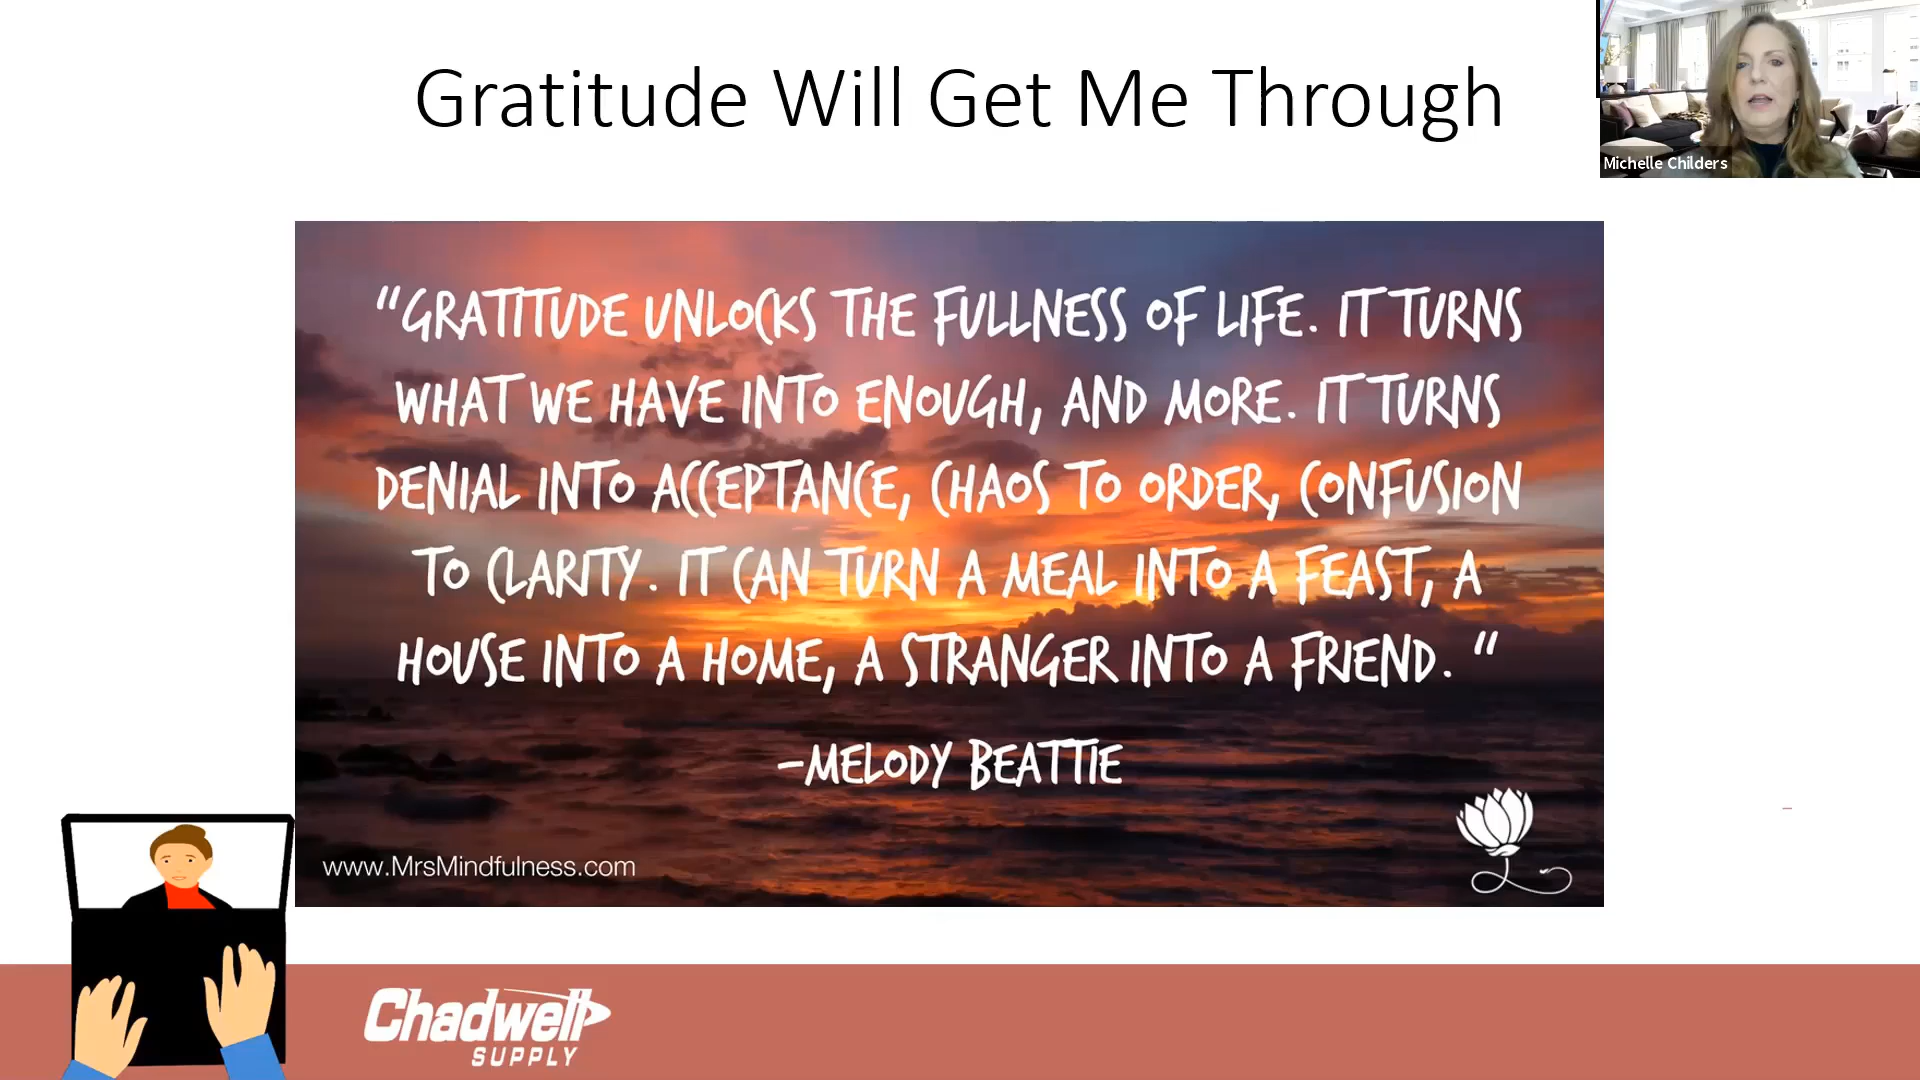 Gratitude Will Get Me Through
Michelle Childers
“GRATITUDE UNLOCKS THE FULLNESS OF LIFE. IT TURNS
WHAT WE HAVE INTO ENOUGH, AND MORE. IT TURNS
DENIAL INTO ACCEPTANCE, CHAOS TO ORDER, CONFUSION
TO CLARITY. IT CAN TURN A MEAL INTO A FEAST, A
HOUSE INTO A HOME, A STRANGER INTO A FRIEND. “
–MELODY BEATTIE
www.MrsMindfulness.com
Chadwell
SUPPLY